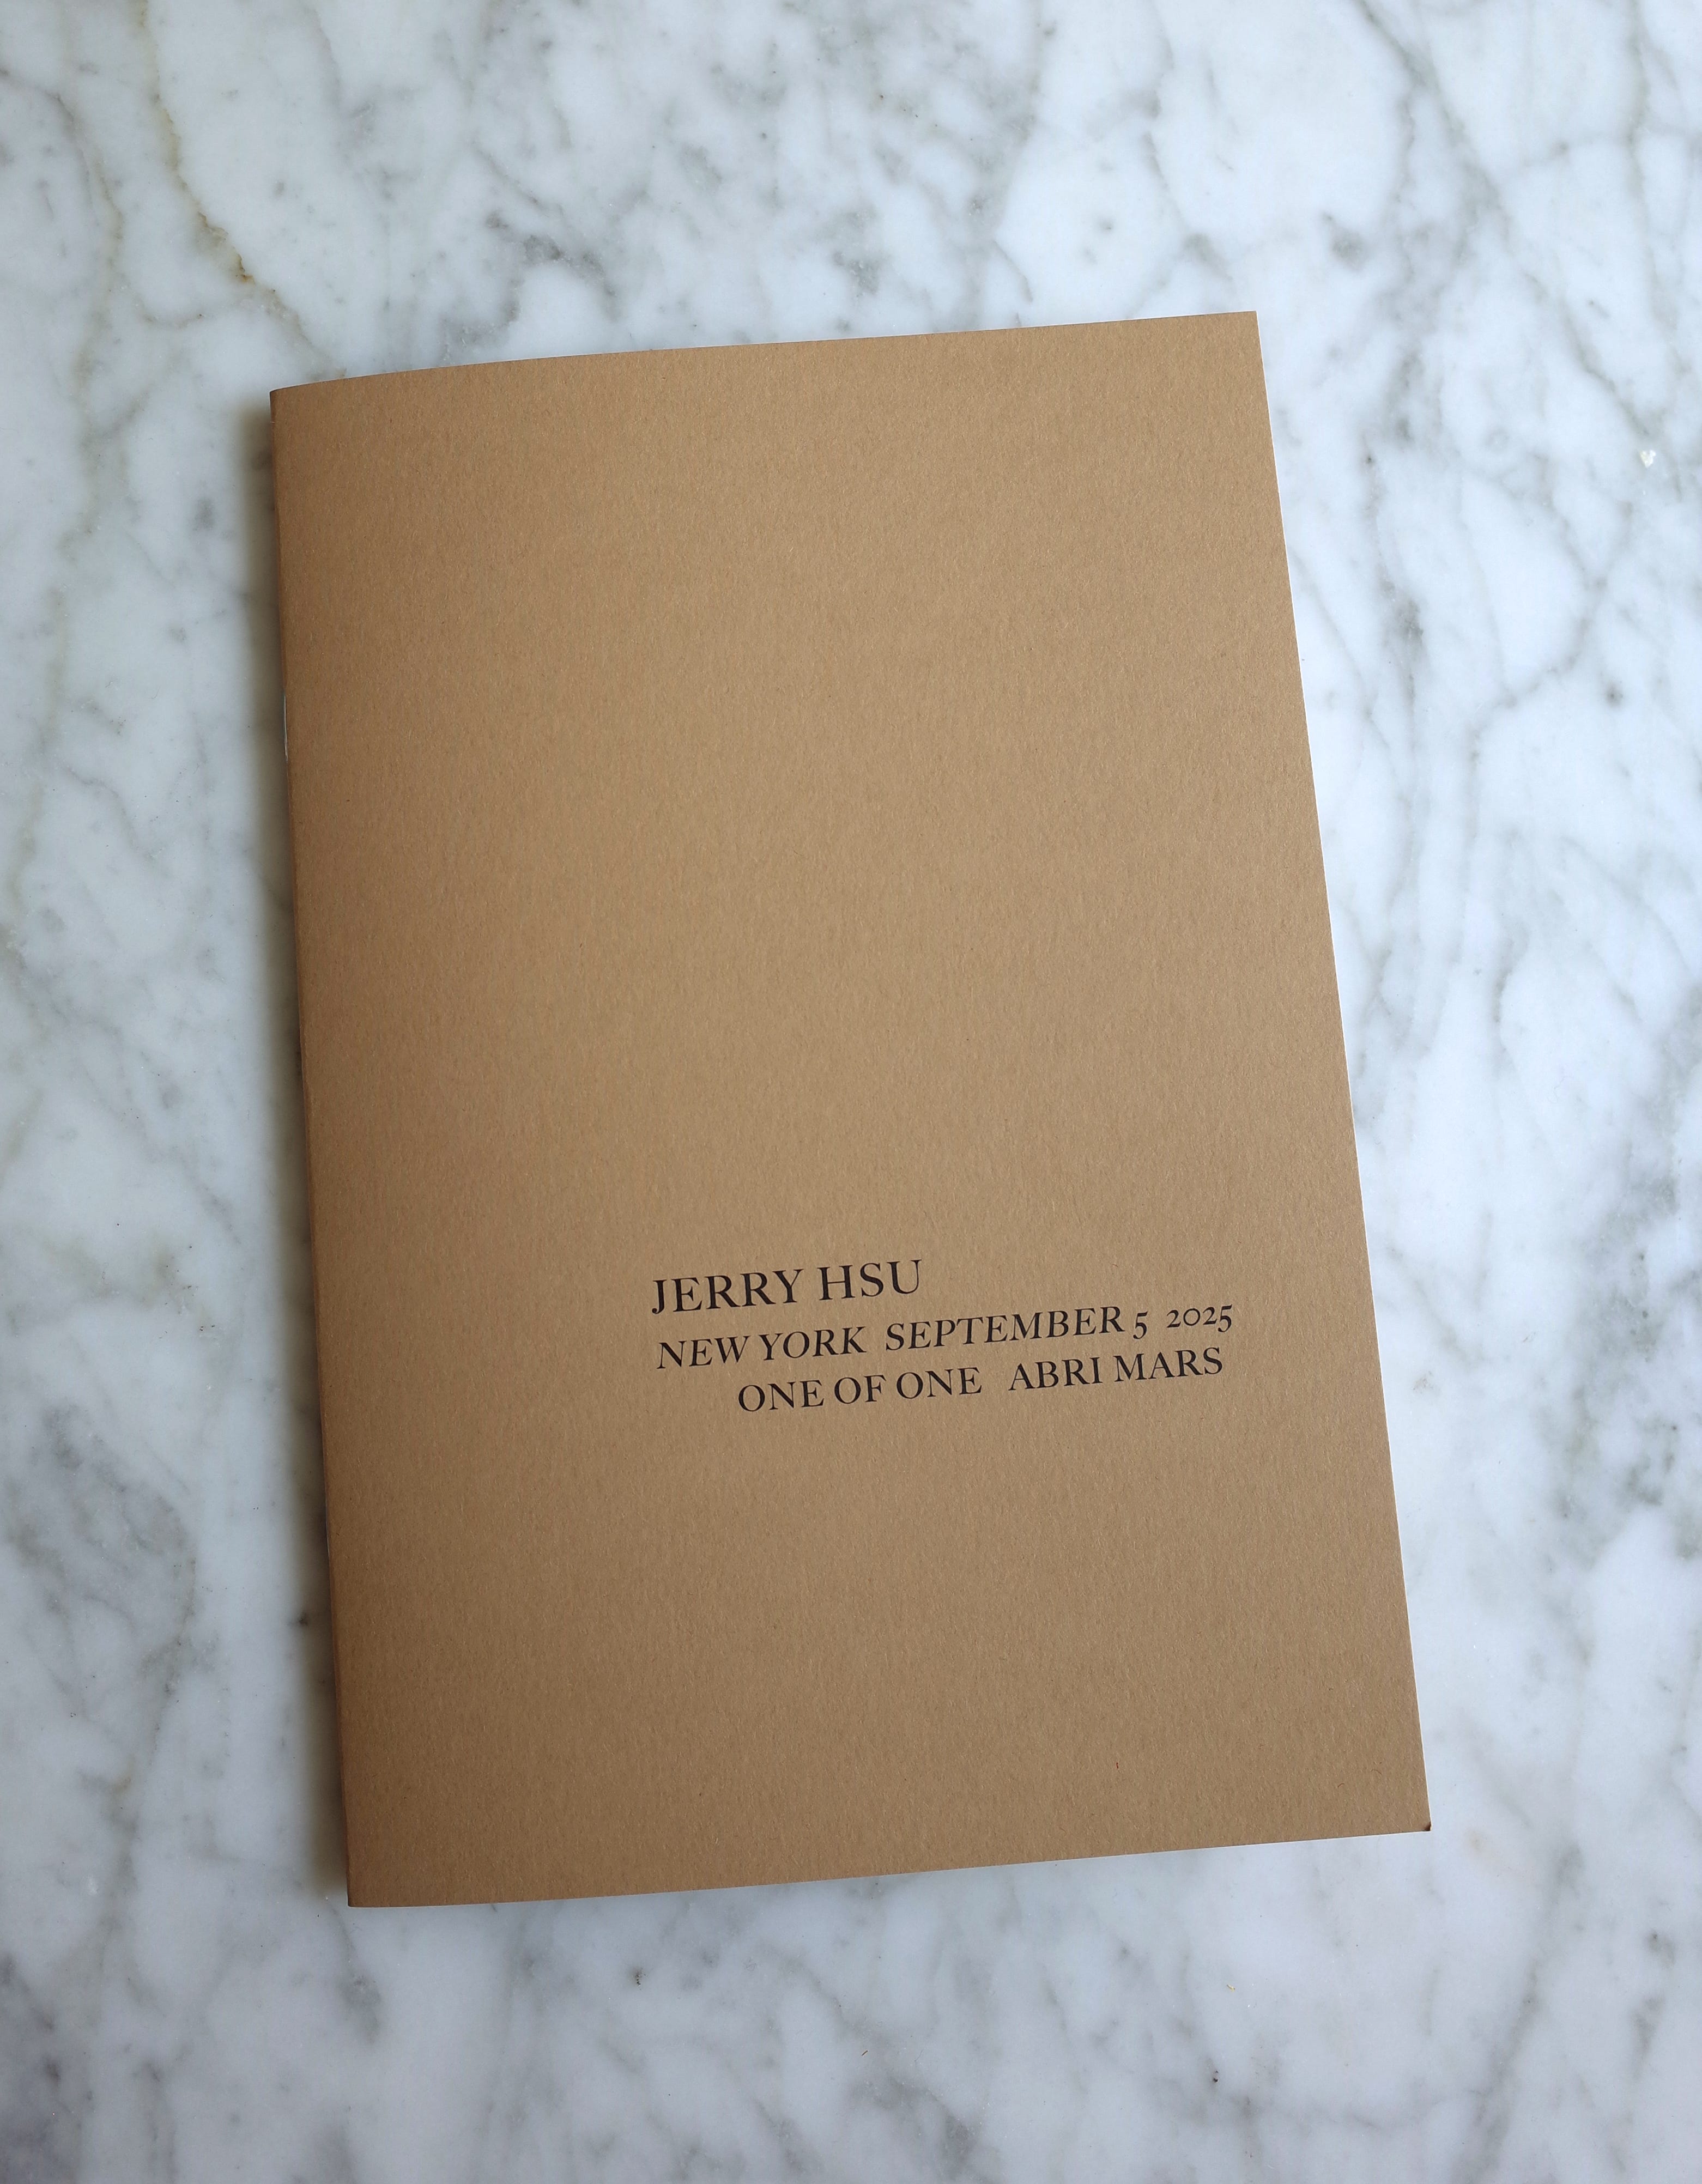 JERRY HSU
NEW YORK SEPTEMBER 5 2025
ONE OF ONE ABRI MARS